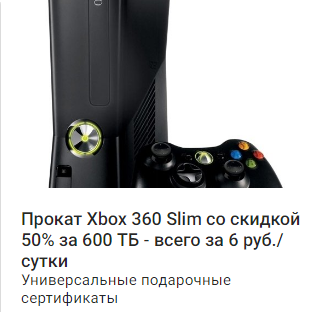 Прокат Xbox 360 Slim со скидкой
50% за 600 ТБ - всего за 6 руб./
сутки
Универсальные подарочные
сертификаты